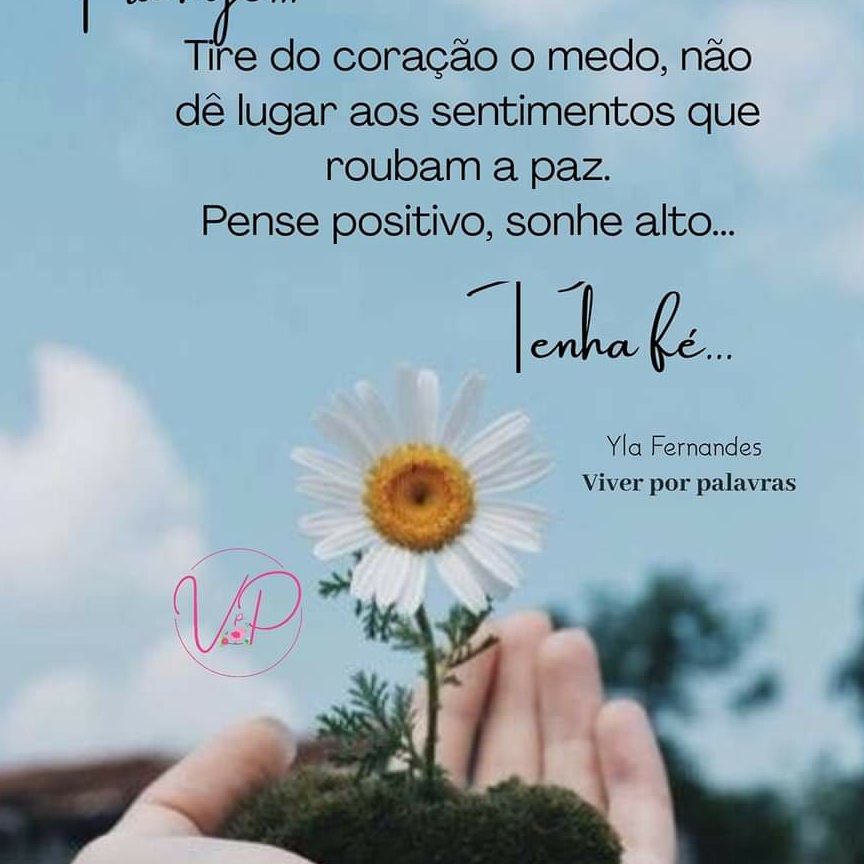 Tire do coração o medo, não
dê lugar aos sentimentos que
roubam a paz.
Pense positivo, sonhe alto...
Tenha fé...
Yla Fernandes
Viver por palavras
VPP